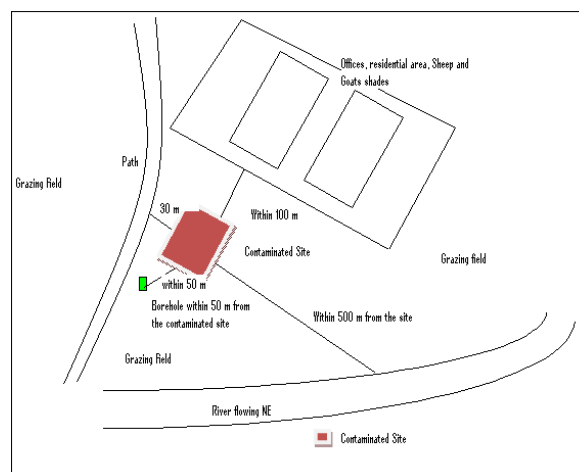 Offices, residential area, Sheep and
Goats shades
Path
Grazing field
30 m
Within 100 m
Contaminated Site
Grazing field
within 50 m
Borehole within 50 m from
the contaminated site
Within 500 m from the site
Grazing field
River flowing NE
Contaminated Site